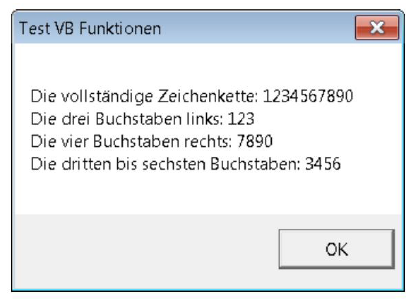 Test VB Funktionen
Die vollständige Zeichenkette: 1234567890
Die drei Buchstaben links: 123
Die vier Buchstaben rechts: 7890
Die dritten bis sechsten Buchstaben: 3456
OK